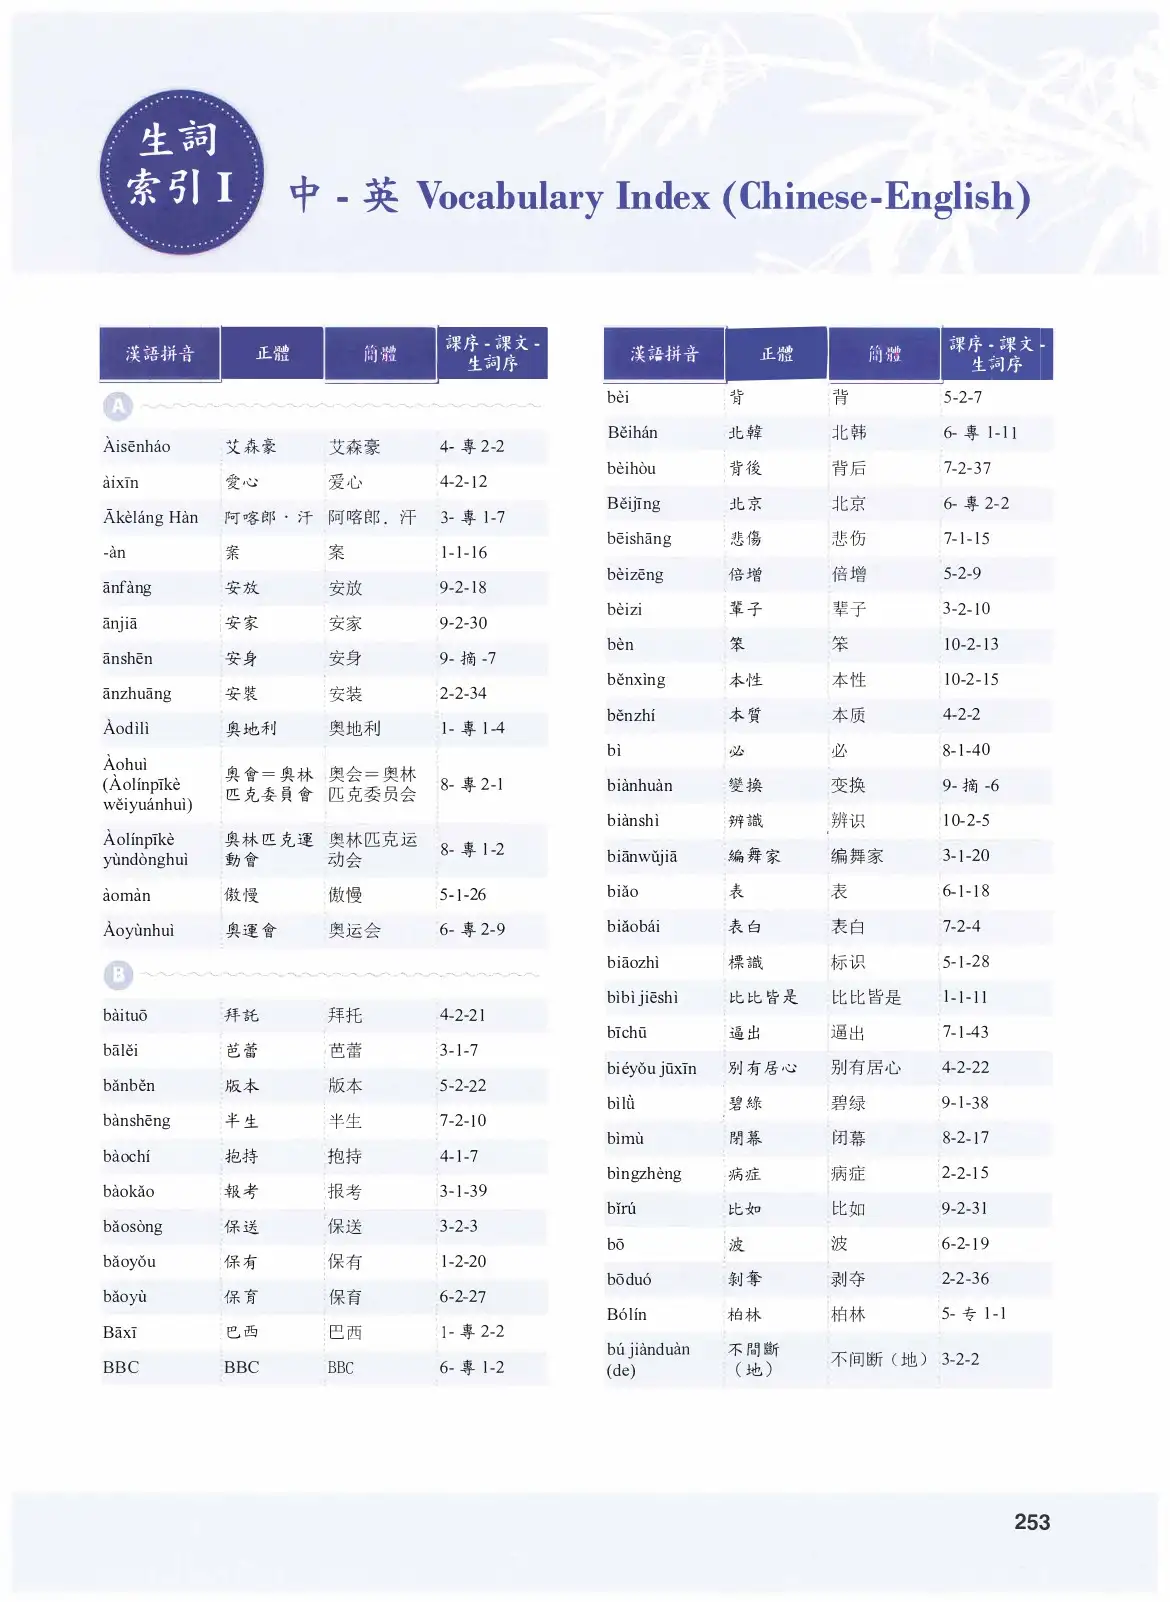 生詞
索引 I
中 - 英 Vocabulary Index (Chinese-English)
漢語拼音 正體 簡體 課序 - 課文 - 生詞序
A
Àisēnháo 艾森豪 艾森豪 4- 專 2-2
àixīn 愛心 爱心 4-2-12
Ākèláng Hàn 阿喀郎．汗 阿喀郎．汗 3- 專 1-7
-àn 案 案 1-1-16
ānfàng 安放 安放 9-2-18
ānjiā 安家 安家 9-2-30
ānshēn 安身 安身 9- 摘 -7
ānzhuāng 安裝 安装 2-2-34
Àodìlì 奧地利 奥地利 1- 專 1-4
Àohuì (Àolínpīkè wěiyuánhuì) 奧會＝奧林匹克委員會 奥会＝奥林匹克委员会 8- 專 2-1
Àolínpīkè yùndònghuì 奧林匹克運動會 奥林匹克运动会 8- 專 1-2
àomàn 傲慢 傲慢 5-1-26
Àoyùnhuì 奧運會 奥运会 6- 專 2-9
B
bàituō 拜託 拜托 4-2-21
bālěi 芭蕾 芭蕾 3-1-7
bǎnběn 版本 版本 5-2-22
bànshēng 半生 半生 7-2-10
bàochí 抱持 抱持 4-1-7
bàokǎo 報考 报考 3-1-39
bǎosòng 保送 保送 3-2-3
bǎoyǒu 保有 保有 1-2-20
bǎoyù 保育 保育 6-2-27
Bāxī 巴西 巴西 1- 專 2-2
BBC BBC BBC 6- 專 1-2
漢語拼音 正體 簡體 課序 - 課文 - 生詞序
bèi 背 背 5-2-7
Běihán 北韓 北韩 6- 專 1-11
bèihòu 背後 背后 7-2-37
Běijīng 北京 北京 6- 專 2-2
bēishāng 悲傷 悲伤 7-1-15
bèizēng 倍增 倍增 5-2-9
bèizi 輩子 辈子 3-2-10
bèn 笨 笨 10-2-13
běnxìng 本性 本性 10-2-15
běnzhí 本質 本质 4-2-2
bì 必 必 8-1-40
biànhuàn 變換 变换 9- 摘 -6
biànshì 辨識 辨识 10-2-5
biānwǔjiā 編舞家 编舞家 3-1-20
biǎo 表 表 6-1-18
biǎobái 表白 表白 7-2-4
biāozhì 標識 标识 5-1-28
bìbì jiēshì 比比皆是 比比皆是 1-1-11
bīchū 逼出 逼出 7-1-43
biéyǒu jūxīn 別有居心 别有居心 4-2-22
bìlǜ 碧綠 碧绿 9-1-38
bìmù 閉幕 闭幕 8-2-17
bìngzhèng 病症 病症 2-2-15
bǐrú 比如 比如 9-2-31
bō 波 波 6-2-19
bōduó 剝奪 剥夺 2-2-36
Bólín 柏林 柏林 5- 专 1-1
bú jiànduàn (de) 不間斷（地） 不间断（地） 3-2-2
253